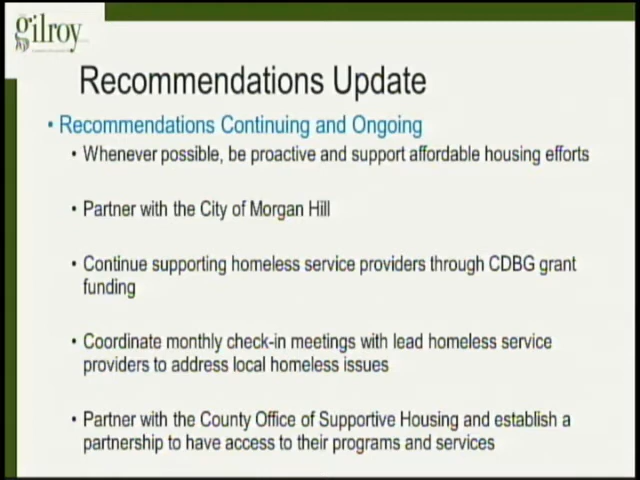 gilroy
Recommendations Update
• Recommendations Continuing and Ongoing
• Whenever possible, be proactive and support affordable housing efforts
• Partner with the City of Morgan Hill
• Continue supporting homeless service providers through CDBG grant
funding
• Coordinate monthly check-in meetings with lead homeless service
providers to address local homeless issues
• Partner with the County Office of Supportive Housing and establish a
partnership to have access to their programs and services